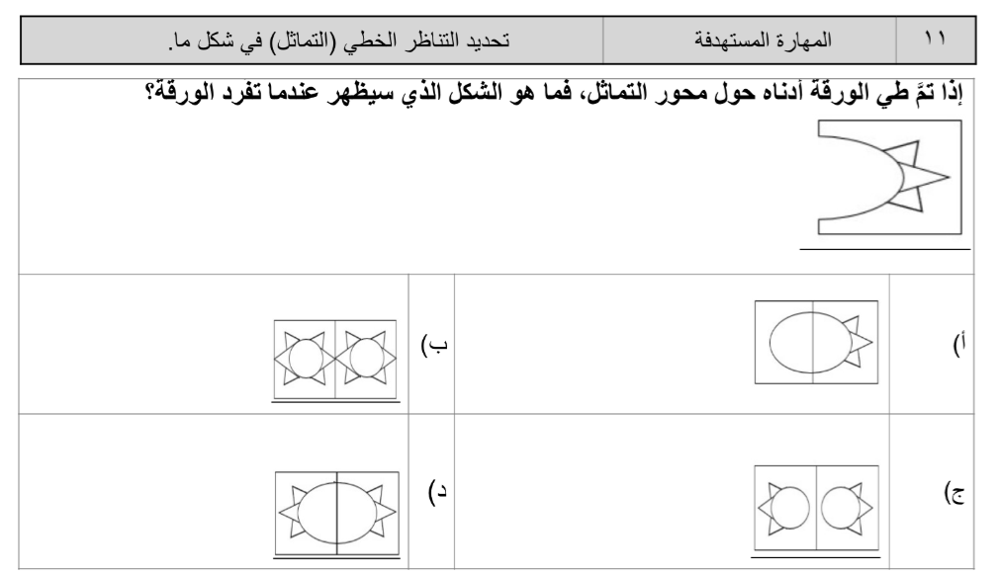 ١١ المهارة المستهدفة تحديد التناظر الخطي (التماثل) في شكل ما.
إذا تمَّ طي الورقة أدناه حول محور التماثل، فما هو الشكل الذي سيظهر عندما تفرد الورقة؟
أ) ب)
ج) د)